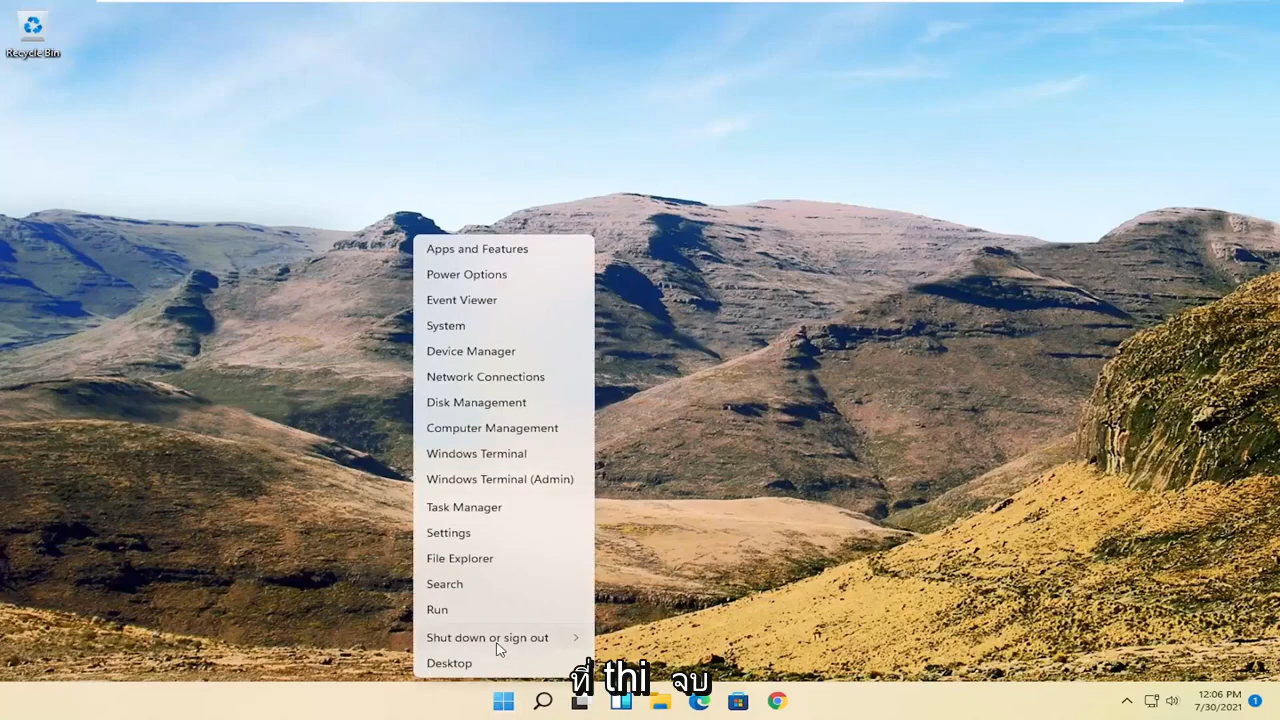 Recycle Bin
Apps and Features
Power Options
Event Viewer
System
Device Manager
Network Connections
Disk Management
Computer Management
Windows Terminal
Windows Terminal (Admin)
Task Manager
Settings
File Explorer
Search
Run
Shut down or sign out
Desktop
ที่ thi จบ
12:06 PM
7/30/2021
1